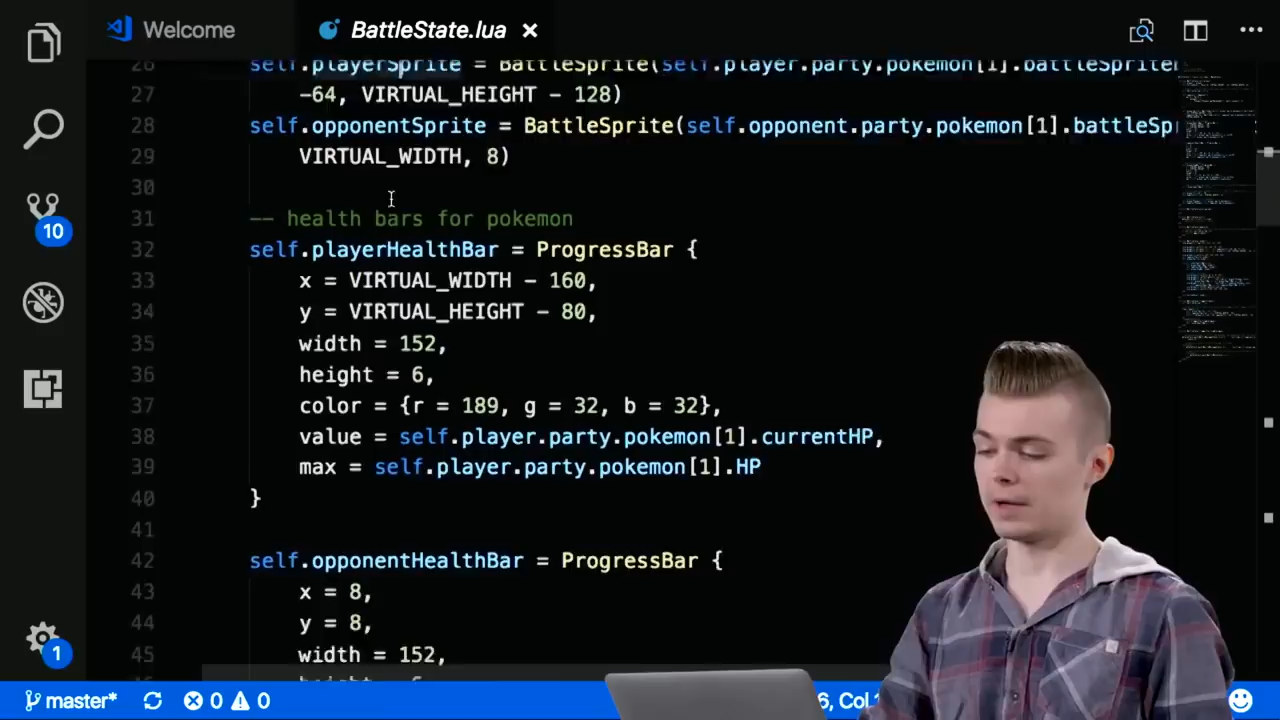 Welcome
BattleState.lua
26 self.playerSprite = BattleSprite(self.player.party.pokemon[1].battleSprite
27 -64, VIRTUAL_HEIGHT - 128)
28 self.opponentSprite = BattleSprite(self.opponent.party.pokemon[1].battleSp
29 VIRTUAL_WIDTH, 8)
30
31 -- health bars for pokemon
32 self.playerHealthBar = ProgressBar {
33 x = VIRTUAL_WIDTH - 160,
34 y = VIRTUAL_HEIGHT - 80,
35 width = 152,
36 height = 6,
37 color = {r = 189, g = 32, b = 32},
38 value = self.player.party.pokemon[1].currentHP,
39 max = self.player.party.pokemon[1].HP
40 }
41
42 self.opponentHealthBar = ProgressBar {
43 x = 8,
44 y = 8,
45 width = 152,
10
1
master* 0 0 6, Col